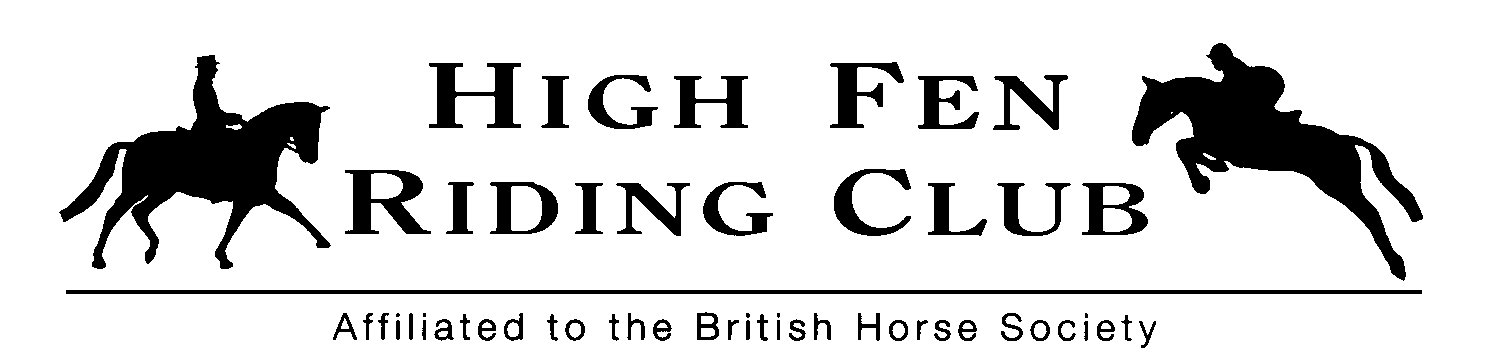 HIGH FEN
RIDING CLUB
Affiliated to the British Horse Society